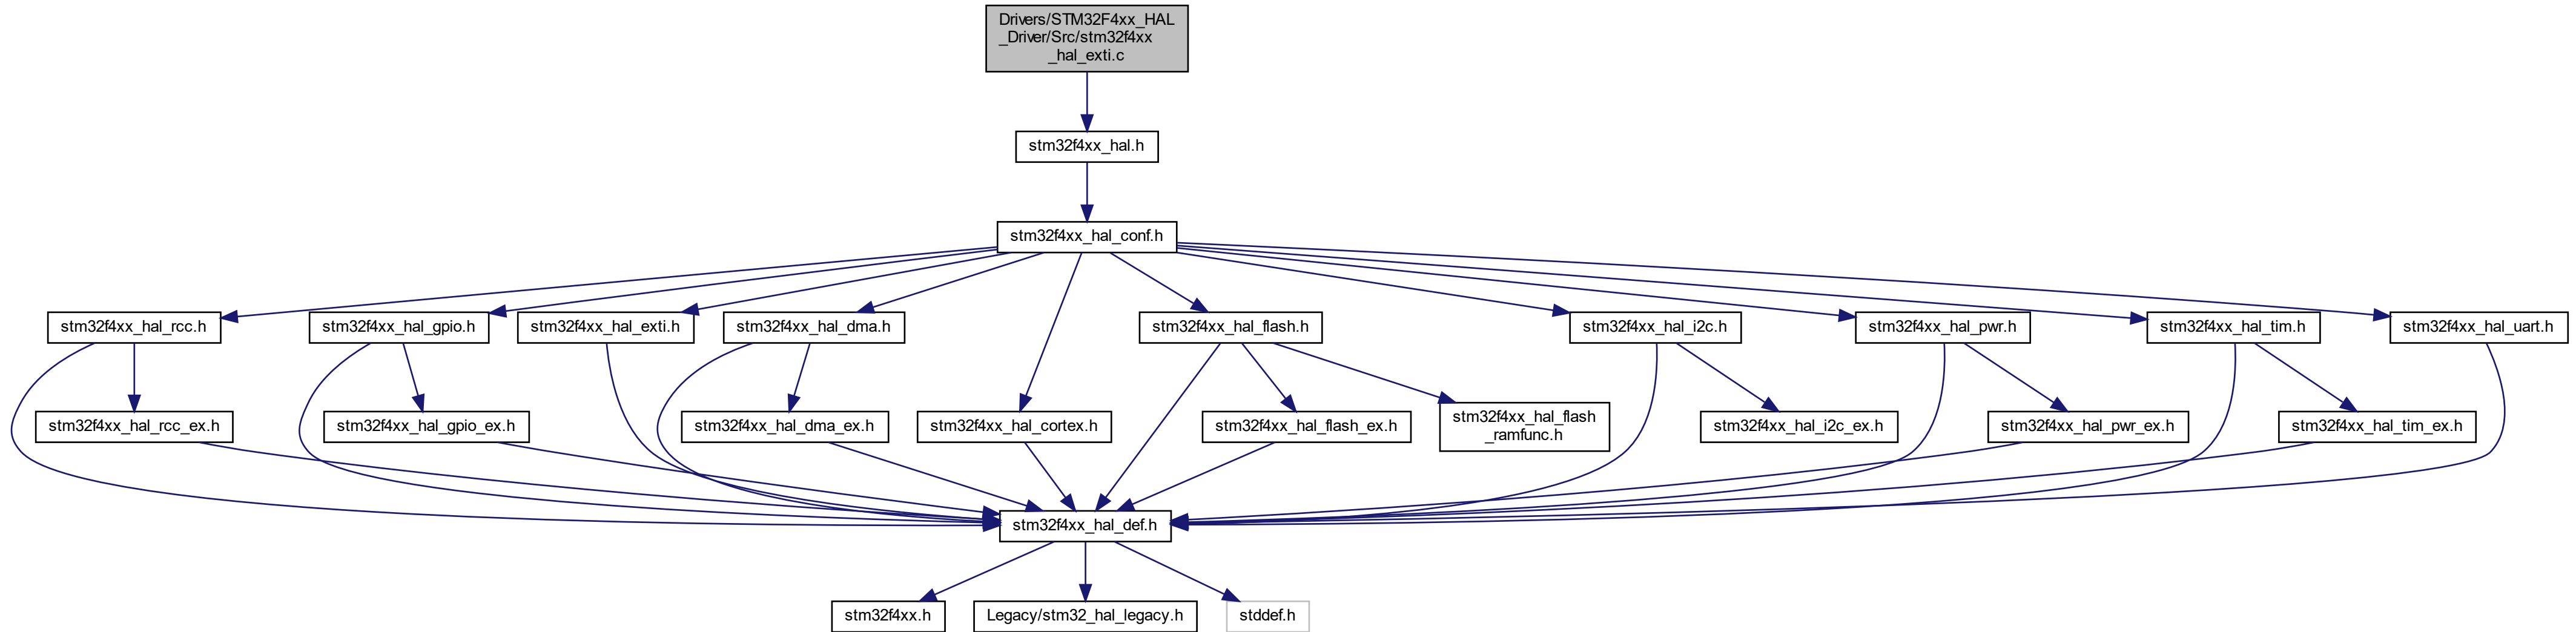 Drivers/STM32F4xx_HAL
_Driver/Src/stm32f4xx
_hal_exti.c
stm32f4xx_hal.h
stm32f4xx_hal_conf.h
stm32f4xx_hal_rcc.h
stm32f4xx_hal_gpio.h
stm32f4xx_hal_exti.h
stm32f4xx_hal_dma.h
stm32f4xx_hal_flash.h
stm32f4xx_hal_i2c.h
stm32f4xx_hal_pwr.h
stm32f4xx_hal_tim.h
stm32f4xx_hal_uart.h
stm32f4xx_hal_rcc_ex.h
stm32f4xx_hal_gpio_ex.h
stm32f4xx_hal_dma_ex.h
stm32f4xx_hal_cortex.h
stm32f4xx_hal_flash_ex.h
stm32f4xx_hal_flash
_ramfunc.h
stm32f4xx_hal_i2c_ex.h
stm32f4xx_hal_pwr_ex.h
stm32f4xx_hal_tim_ex.h
stm32f4xx_hal_def.h
stm32f4xx.h
Legacy/stm32_hal_legacy.h
stddef.h